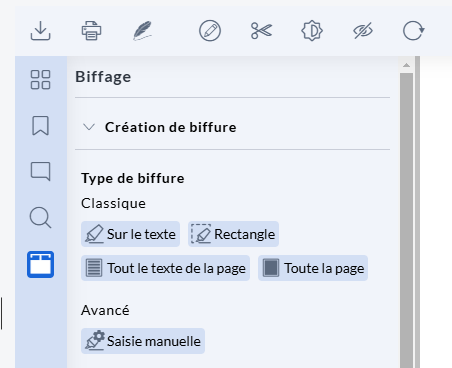 Biffage
Création de biffure
Type de biffure
Classique
Sur le texte Rectangle
Tout le texte de la page Toute la page
Avancé
Saisie manuelle